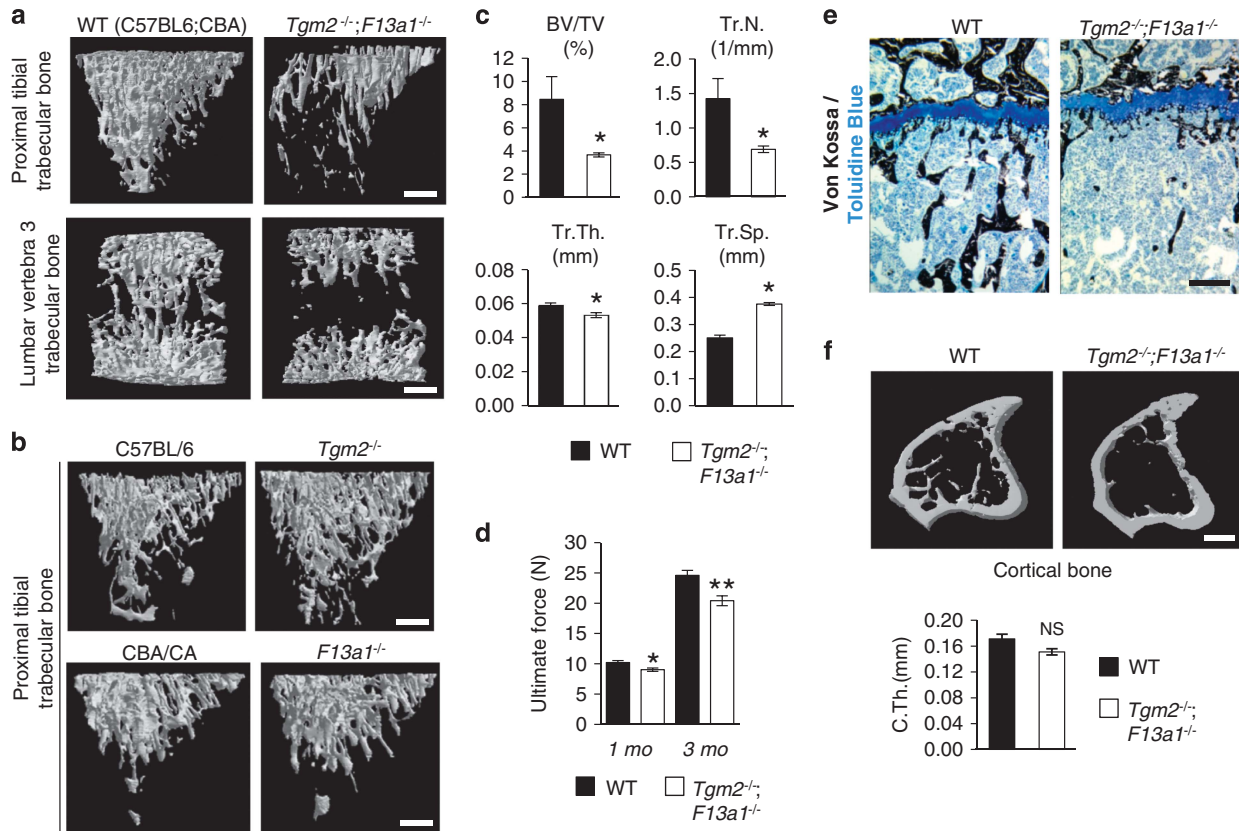 a
WT (C57BL6;CBA)
Tgm2-/-;F13a1-/-
Proximal tibial
trabecular bone
Lumbar vertebra 3
trabecular bone
b
C57BL/6
Tgm2-/-
CBA/CA
F13a1-/-
Proximal tibial
trabecular bone
c
BV/TV
(%)
12
10
8
6
4
2
0
*
Tr.N.
(1/mm)
2.0
1.5
1.0
0.5
0.0
*
Tr.Th.
(mm)
0.08
0.06
0.04
0.02
0.00
*
Tr.Sp.
(mm)
0.5
0.4
0.3
0.2
0.1
0.0
*
WT
Tgm2-/-;
F13a1-/-
d
Ultimate force (N)
30
25
20
15
10
5
0
*
**
1 mo
3 mo
WT
Tgm2-/-;
F13a1-/-
e
WT
Tgm2-/-;F13a1-/-
Von Kossa /
Toluidine Blue
f
WT
Tgm2-/-;F13a1-/-
Cortical bone
C.Th.(mm)
0.20
0.16
0.12
0.08
0.04
0.00
NS
WT
Tgm2-/-;
F13a1-/-